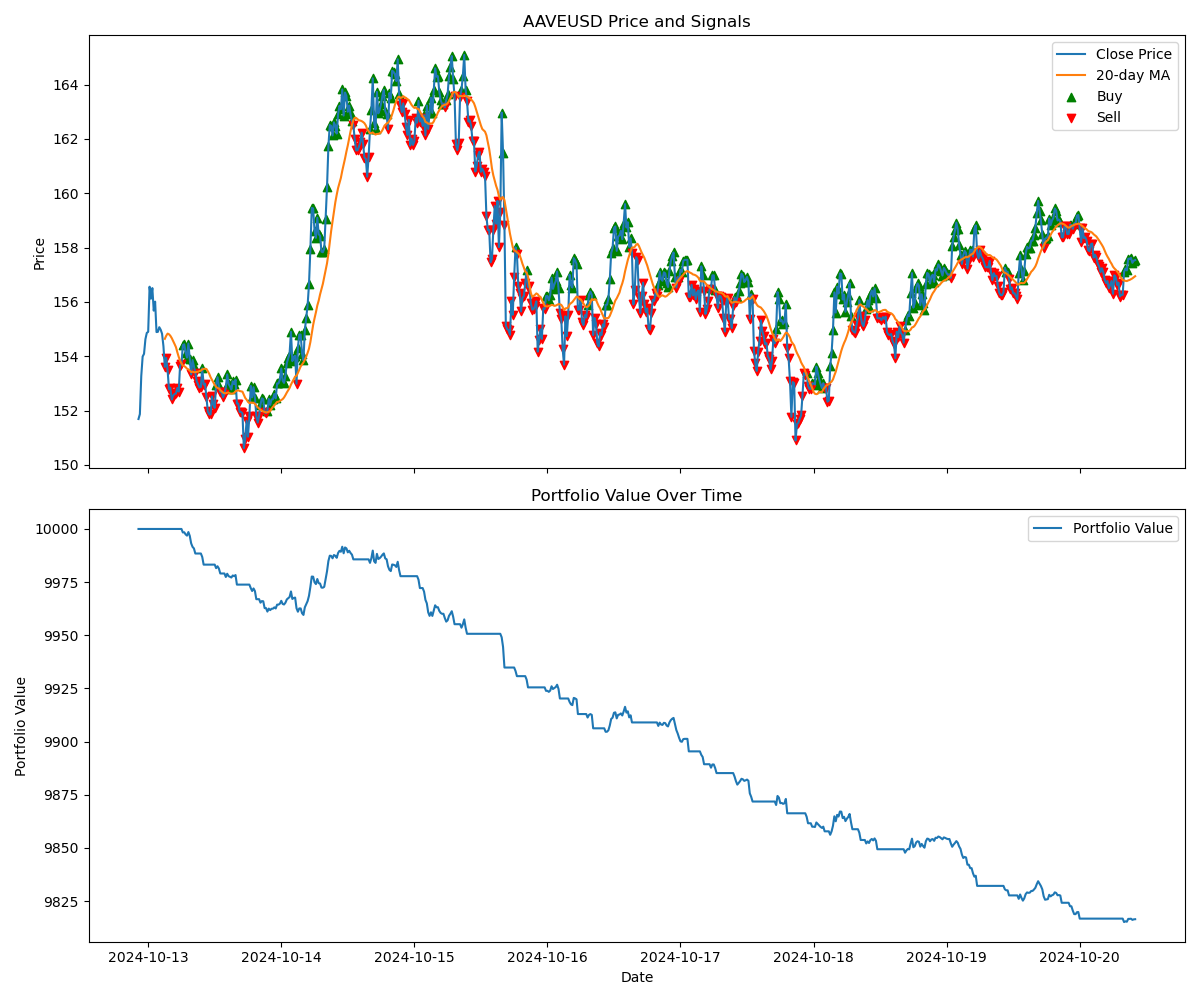 AAVEUSD Price and Signals
Close Price
20-day MA
Buy
Sell
164
162
160
158
156
154
152
150
Price
Portfolio Value Over Time
Portfolio Value
10000
9975
9950
9925
9900
9875
9850
9825
Portfolio Value
2024-10-13
2024-10-14
2024-10-15
2024-10-16
2024-10-17
2024-10-18
2024-10-19
2024-10-20
Date